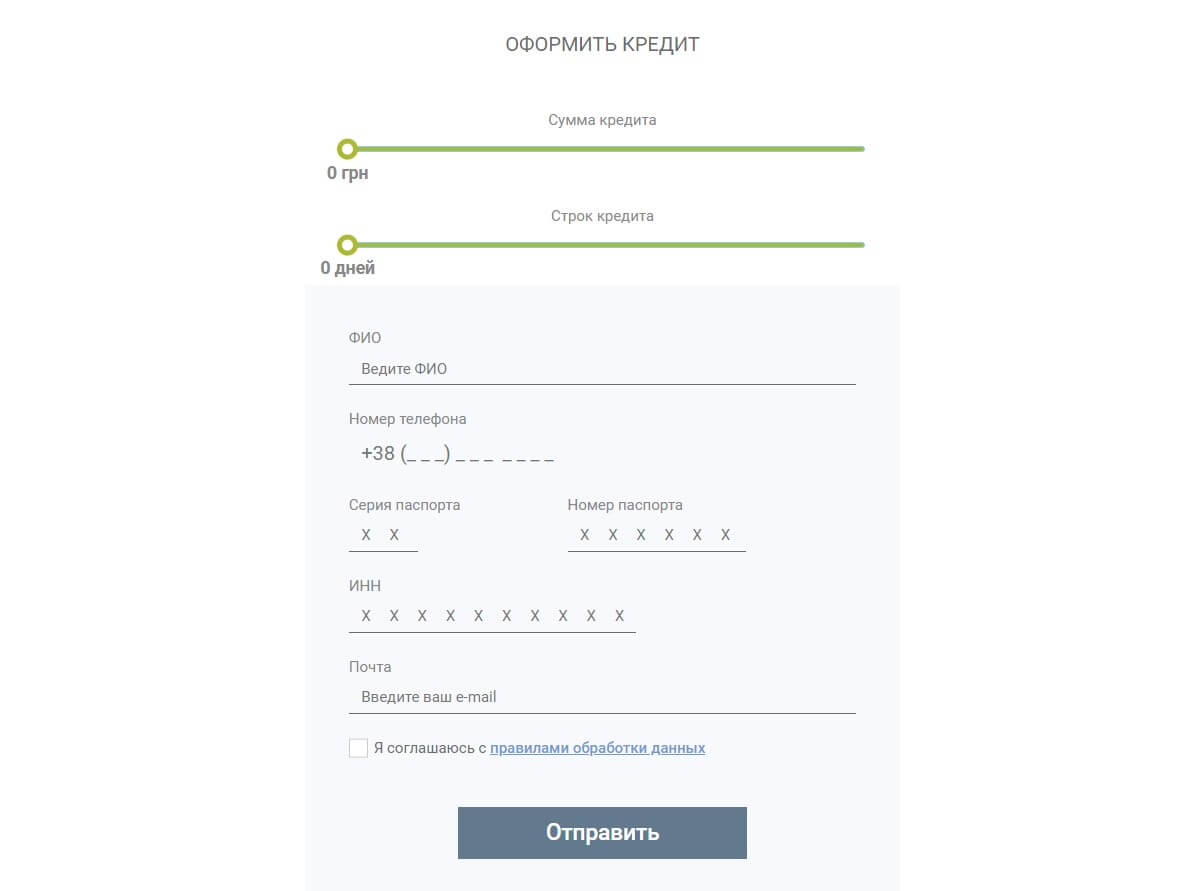 ОФОРМИТЬ КРЕДИТ
Сумма кредита
0 грн
Строк кредита
0 дней
ФИО
Ведите ФИО
Номер телефона
+38 (_ _ _) _ _ _ _ _ _ _
Серия паспорта Номер паспорта
X X X X X X X X
ИНН
X X X X X X X X X X
Почта
Введите ваш e-mail
Я соглашаюсь с правилами обработки данных
Отправить